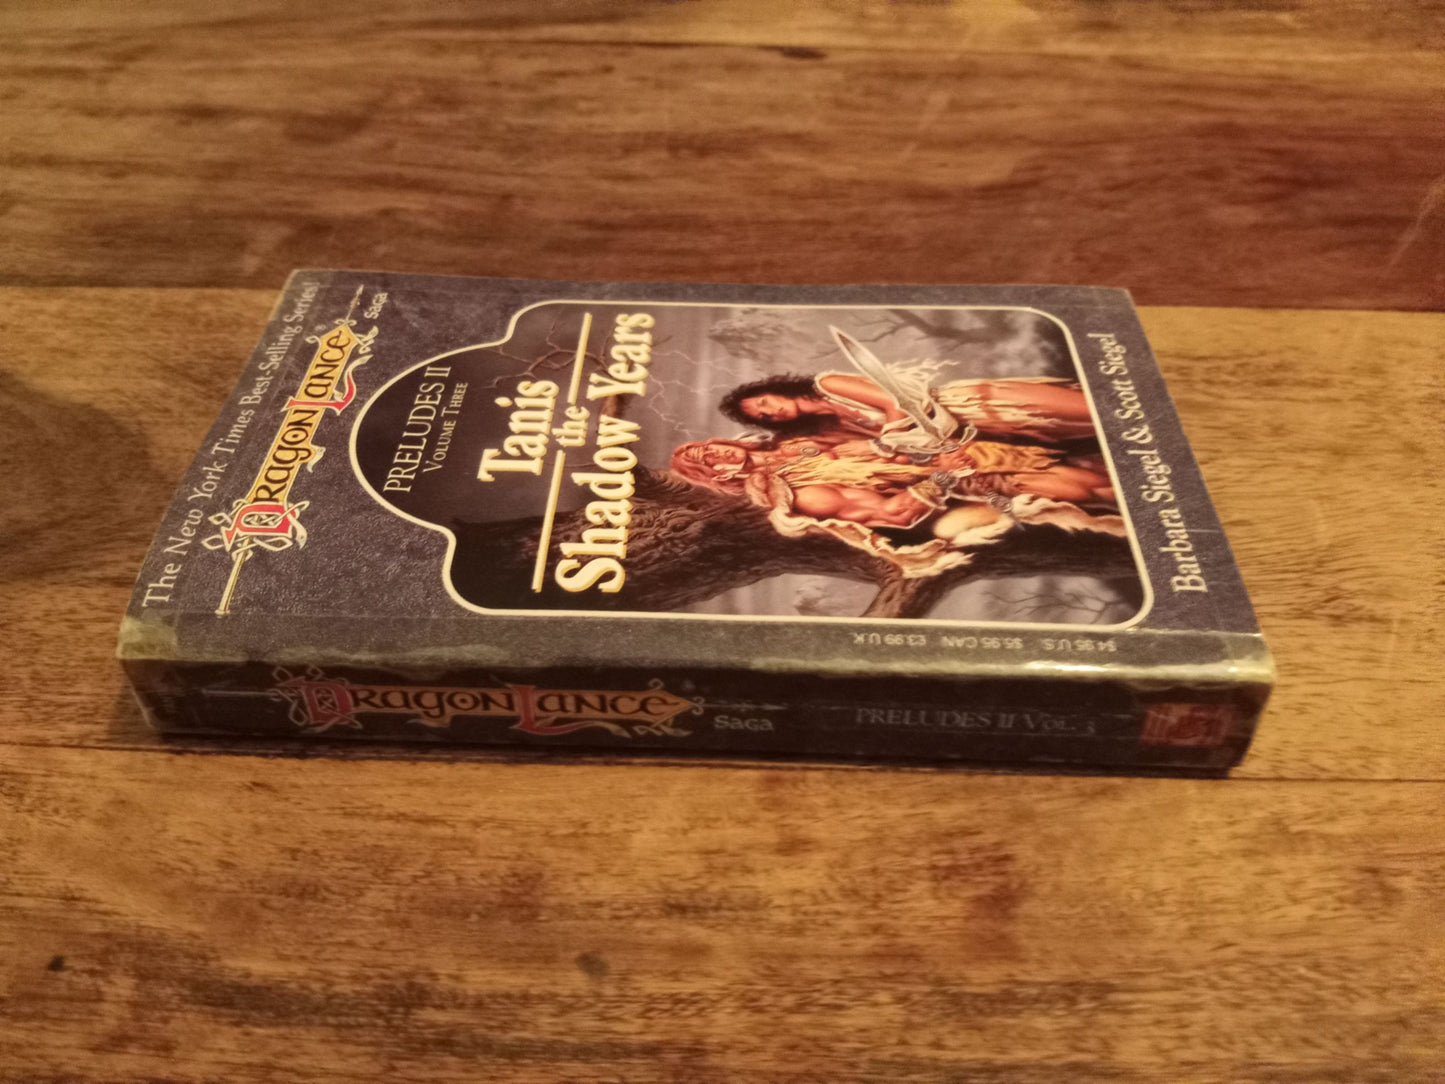 The New York Times Best-Selling Series!
DRAGONLANCE®
Saga
PRELUDES II
VOLUME THREE
Tanis
the
Shadow Years
Barbara Siegel & Scott Siegel
$4.95 U.S. $5.95 CAN £3.99 U.K.
DRAGONLANCE
Saga
PRELUDES II VOL. 3